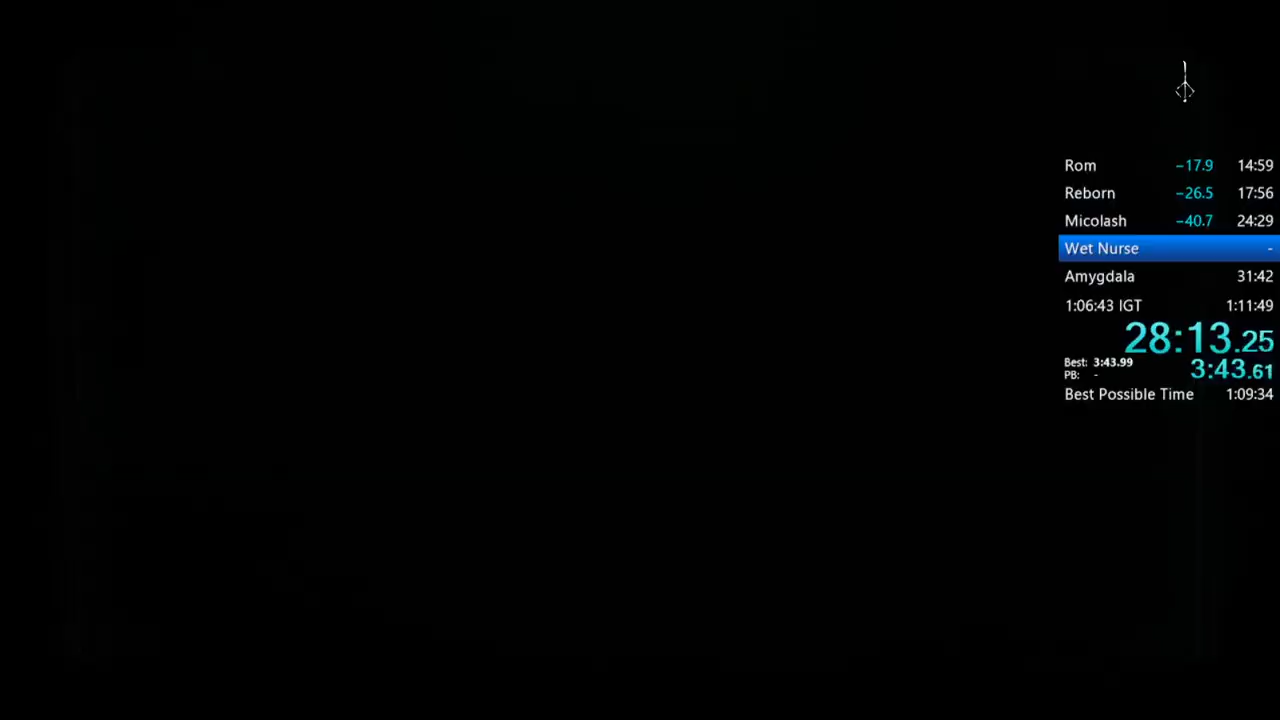 Rom -17.9 14:59
Reborn -26.5 17:56
Micolash -40.7 24:29
Wet Nurse -
Amygdala 31:42
1:06:43 IGT 1:11:49
28:13.25
Best: 3:43.99 3:43.61
PB: -
Best Possible Time 1:09:34